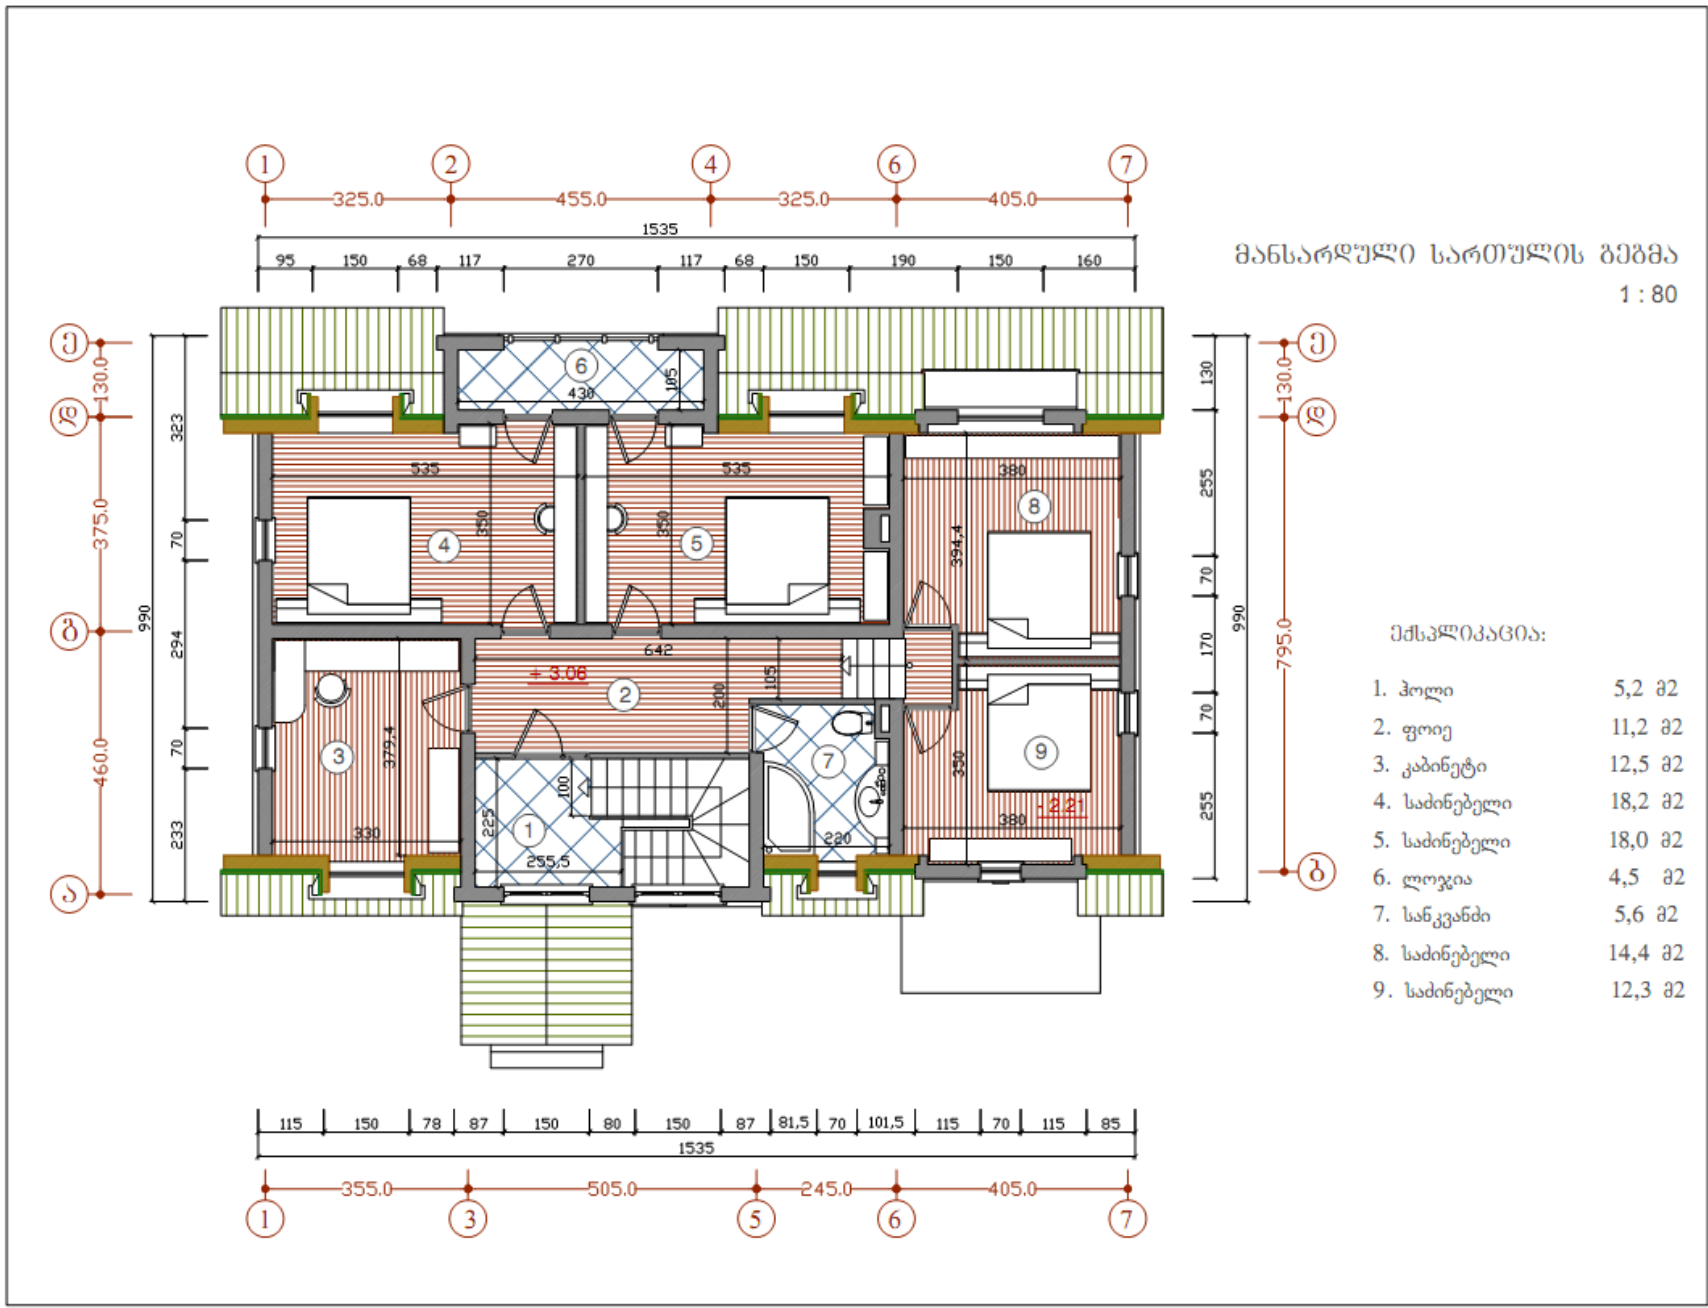 1 2 4 6 7
325.0 455.0 325.0 405.0
1535
95 150 68 117 270 117 68 150 190 150 160
მანსარდული სართულის გეგმა
1 : 80
ე 130.0 ე
დ 375.0 დ
გ 460.0
ა
990 323 70 294 70 233
130 255 70 170 70 255 990
130.0 795.0
ბ
6
430 105
535 535 380
350 350 394,4
4 5 8
642
+ 3.06
2 200 105
3 379,4 330
1 225 100 255,5
7 220
9 350 380
- 2.21
ექსპლიკაცია:
1. ჰოლი 5,2 მ2
2. ფოიე 11,2 მ2
3. კაბინეტი 12,5 მ2
4. საძინებელი 18,2 მ2
5. საძინებელი 18,0 მ2
6. ლოჯია 4,5 მ2
7. სანკვანძი 5,6 მ2
8. საძინებელი 14,4 მ2
9. საძინებელი 12,3 მ2
115 150 78 87 150 80 150 87 81,5 70 101,5 115 70 115 85
1535
355.0 505.0 245.0 405.0
1 3 5 6 7